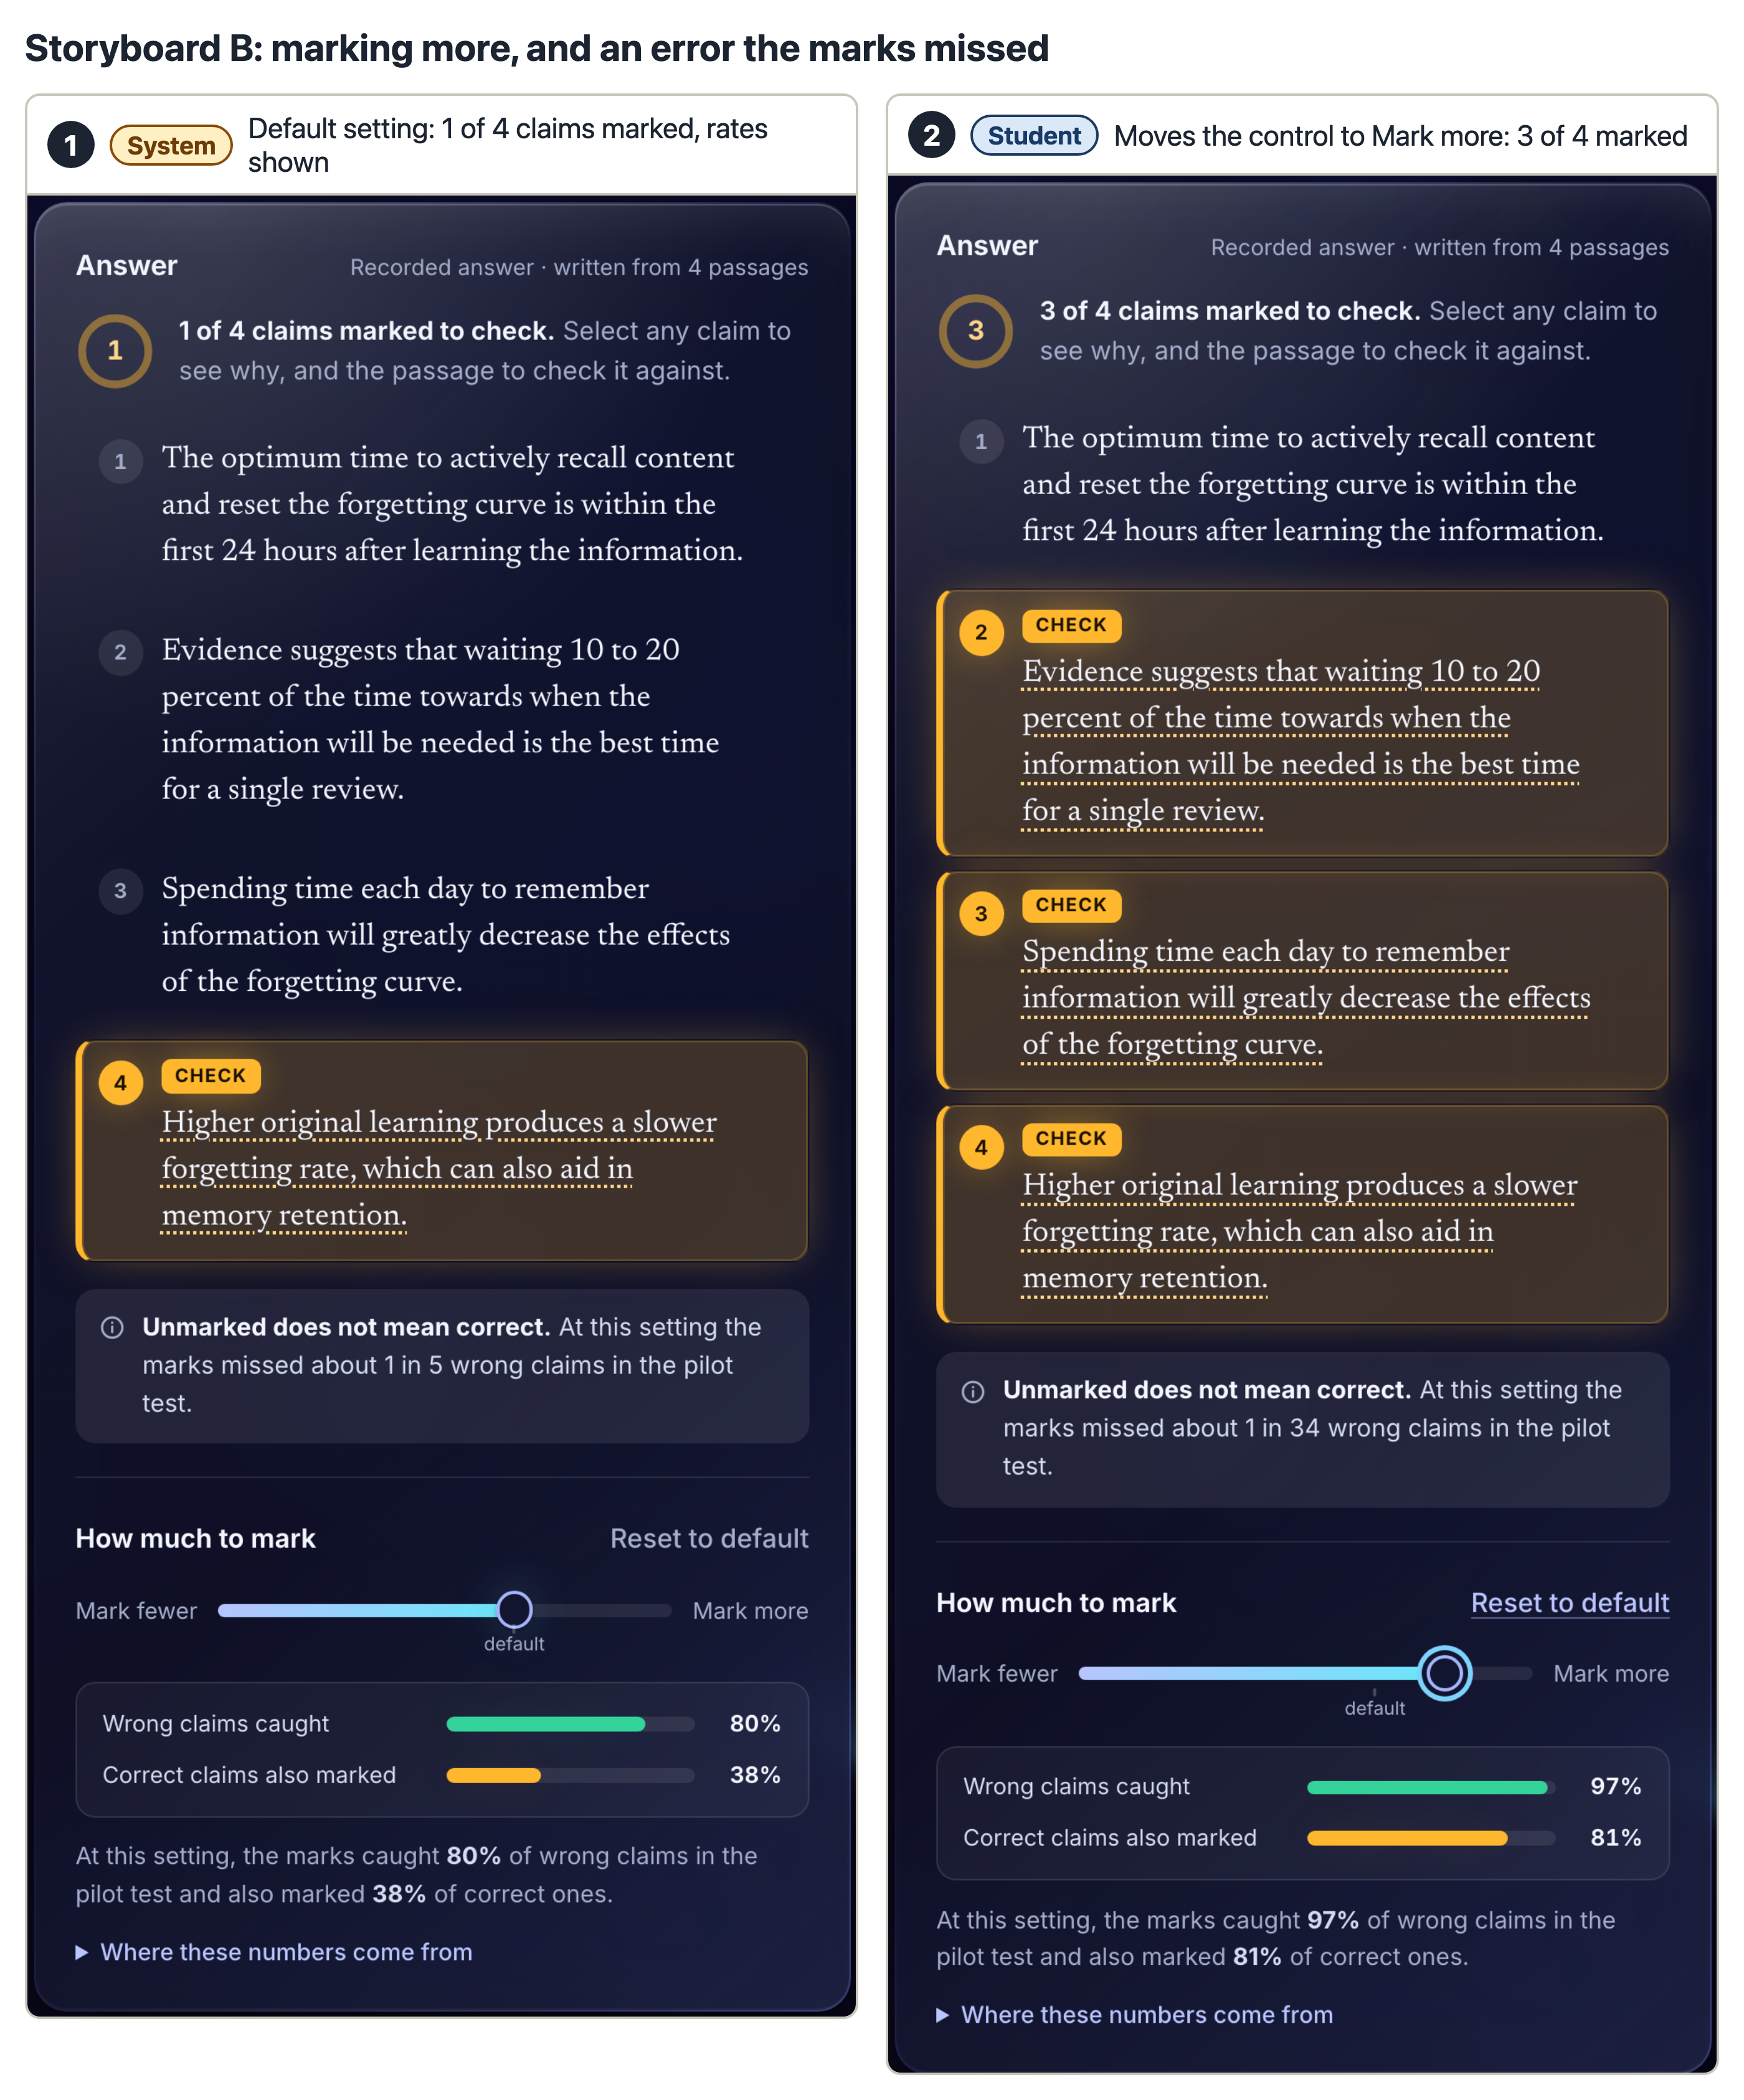 Storyboard B: marking more, and an error the marks missed
1 System Default setting: 1 of 4 claims marked, rates
shown
Answer Recorded answer · written from 4 passages
1 1 of 4 claims marked to check. Select any claim to
see why, and the passage to check it against.
1 The optimum time to actively recall content
and reset the forgetting curve is within the
first 24 hours after learning the information.
2 Evidence suggests that waiting 10 to 20
percent of the time towards when the
information will be needed is the best time
for a single review.
3 Spending time each day to remember
information will greatly decrease the effects
of the forgetting curve.
4 CHECK
Higher original learning produces a slower
forgetting rate, which can also aid in
memory retention.
Unmarked does not mean correct. At this setting the
marks missed about 1 in 5 wrong claims in the pilot
test.
How much to mark Reset to default
Mark fewer Mark more
default
Wrong claims caught 80%
Correct claims also marked 38%
At this setting, the marks caught 80% of wrong claims in the
pilot test and also marked 38% of correct ones.
Where these numbers come from
2 Student Moves the control to Mark more: 3 of 4 marked
Answer Recorded answer · written from 4 passages
3 3 of 4 claims marked to check. Select any claim to
see why, and the passage to check it against.
1 The optimum time to actively recall content
and reset the forgetting curve is within the
first 24 hours after learning the information.
2 CHECK
Evidence suggests that waiting 10 to 20
percent of the time towards when the
information will be needed is the best time
for a single review.
3 CHECK
Spending time each day to remember
information will greatly decrease the effects
of the forgetting curve.
4 CHECK
Higher original learning produces a slower
forgetting rate, which can also aid in
memory retention.
Unmarked does not mean correct. At this setting the
marks missed about 1 in 34 wrong claims in the pilot
test.
How much to mark Reset to default
Mark fewer Mark more
default
Wrong claims caught 97%
Correct claims also marked 81%
At this setting, the marks caught 97% of wrong claims in the
pilot test and also marked 81% of correct ones.
Where these numbers come from